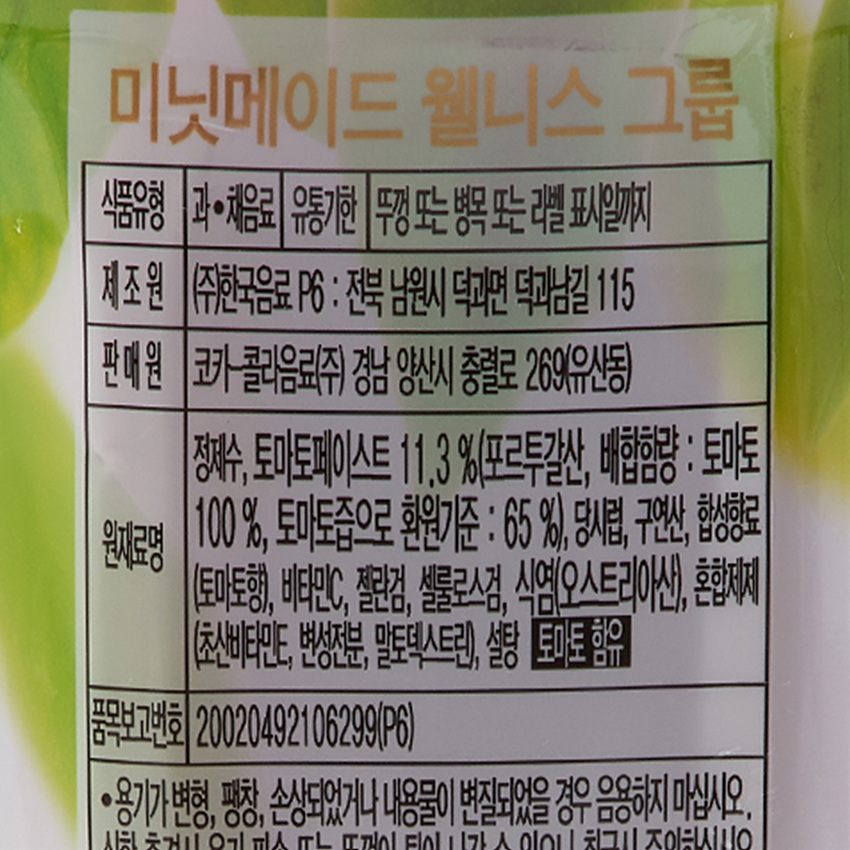 미닛메이드 웰니스 그룹
식품유형 과•채음료 유통기한 뚜껑 또는 병목 또는 라벨 표시일까지
제조원 (주)한국음료 P6 : 전북 남원시 덕과면 덕과남길 115
판매원 코카-콜라음료(주) 경남 양산시 충렬로 269(유산동)
정제수, 토마토페이스트 11.3 %(포르투갈산, 배합함량 : 토마토
100 %, 토마토즙으로 환원기준 : 65 %), 당시럽, 구연산, 합성향료
원재료명
(토마토향), 비타민C, 젤란검, 셀룰로스검, 식염(오스트리아산), 혼합제제
(초산비타민E, 변성전분, 말토덱스트린), 설탕 토마토 함유
품목보고번호 20020492106299(P6)
•용기가 변형, 팽창, 손상되었거나 내용물이 변질되었을 경우 음용하지 마십시오.